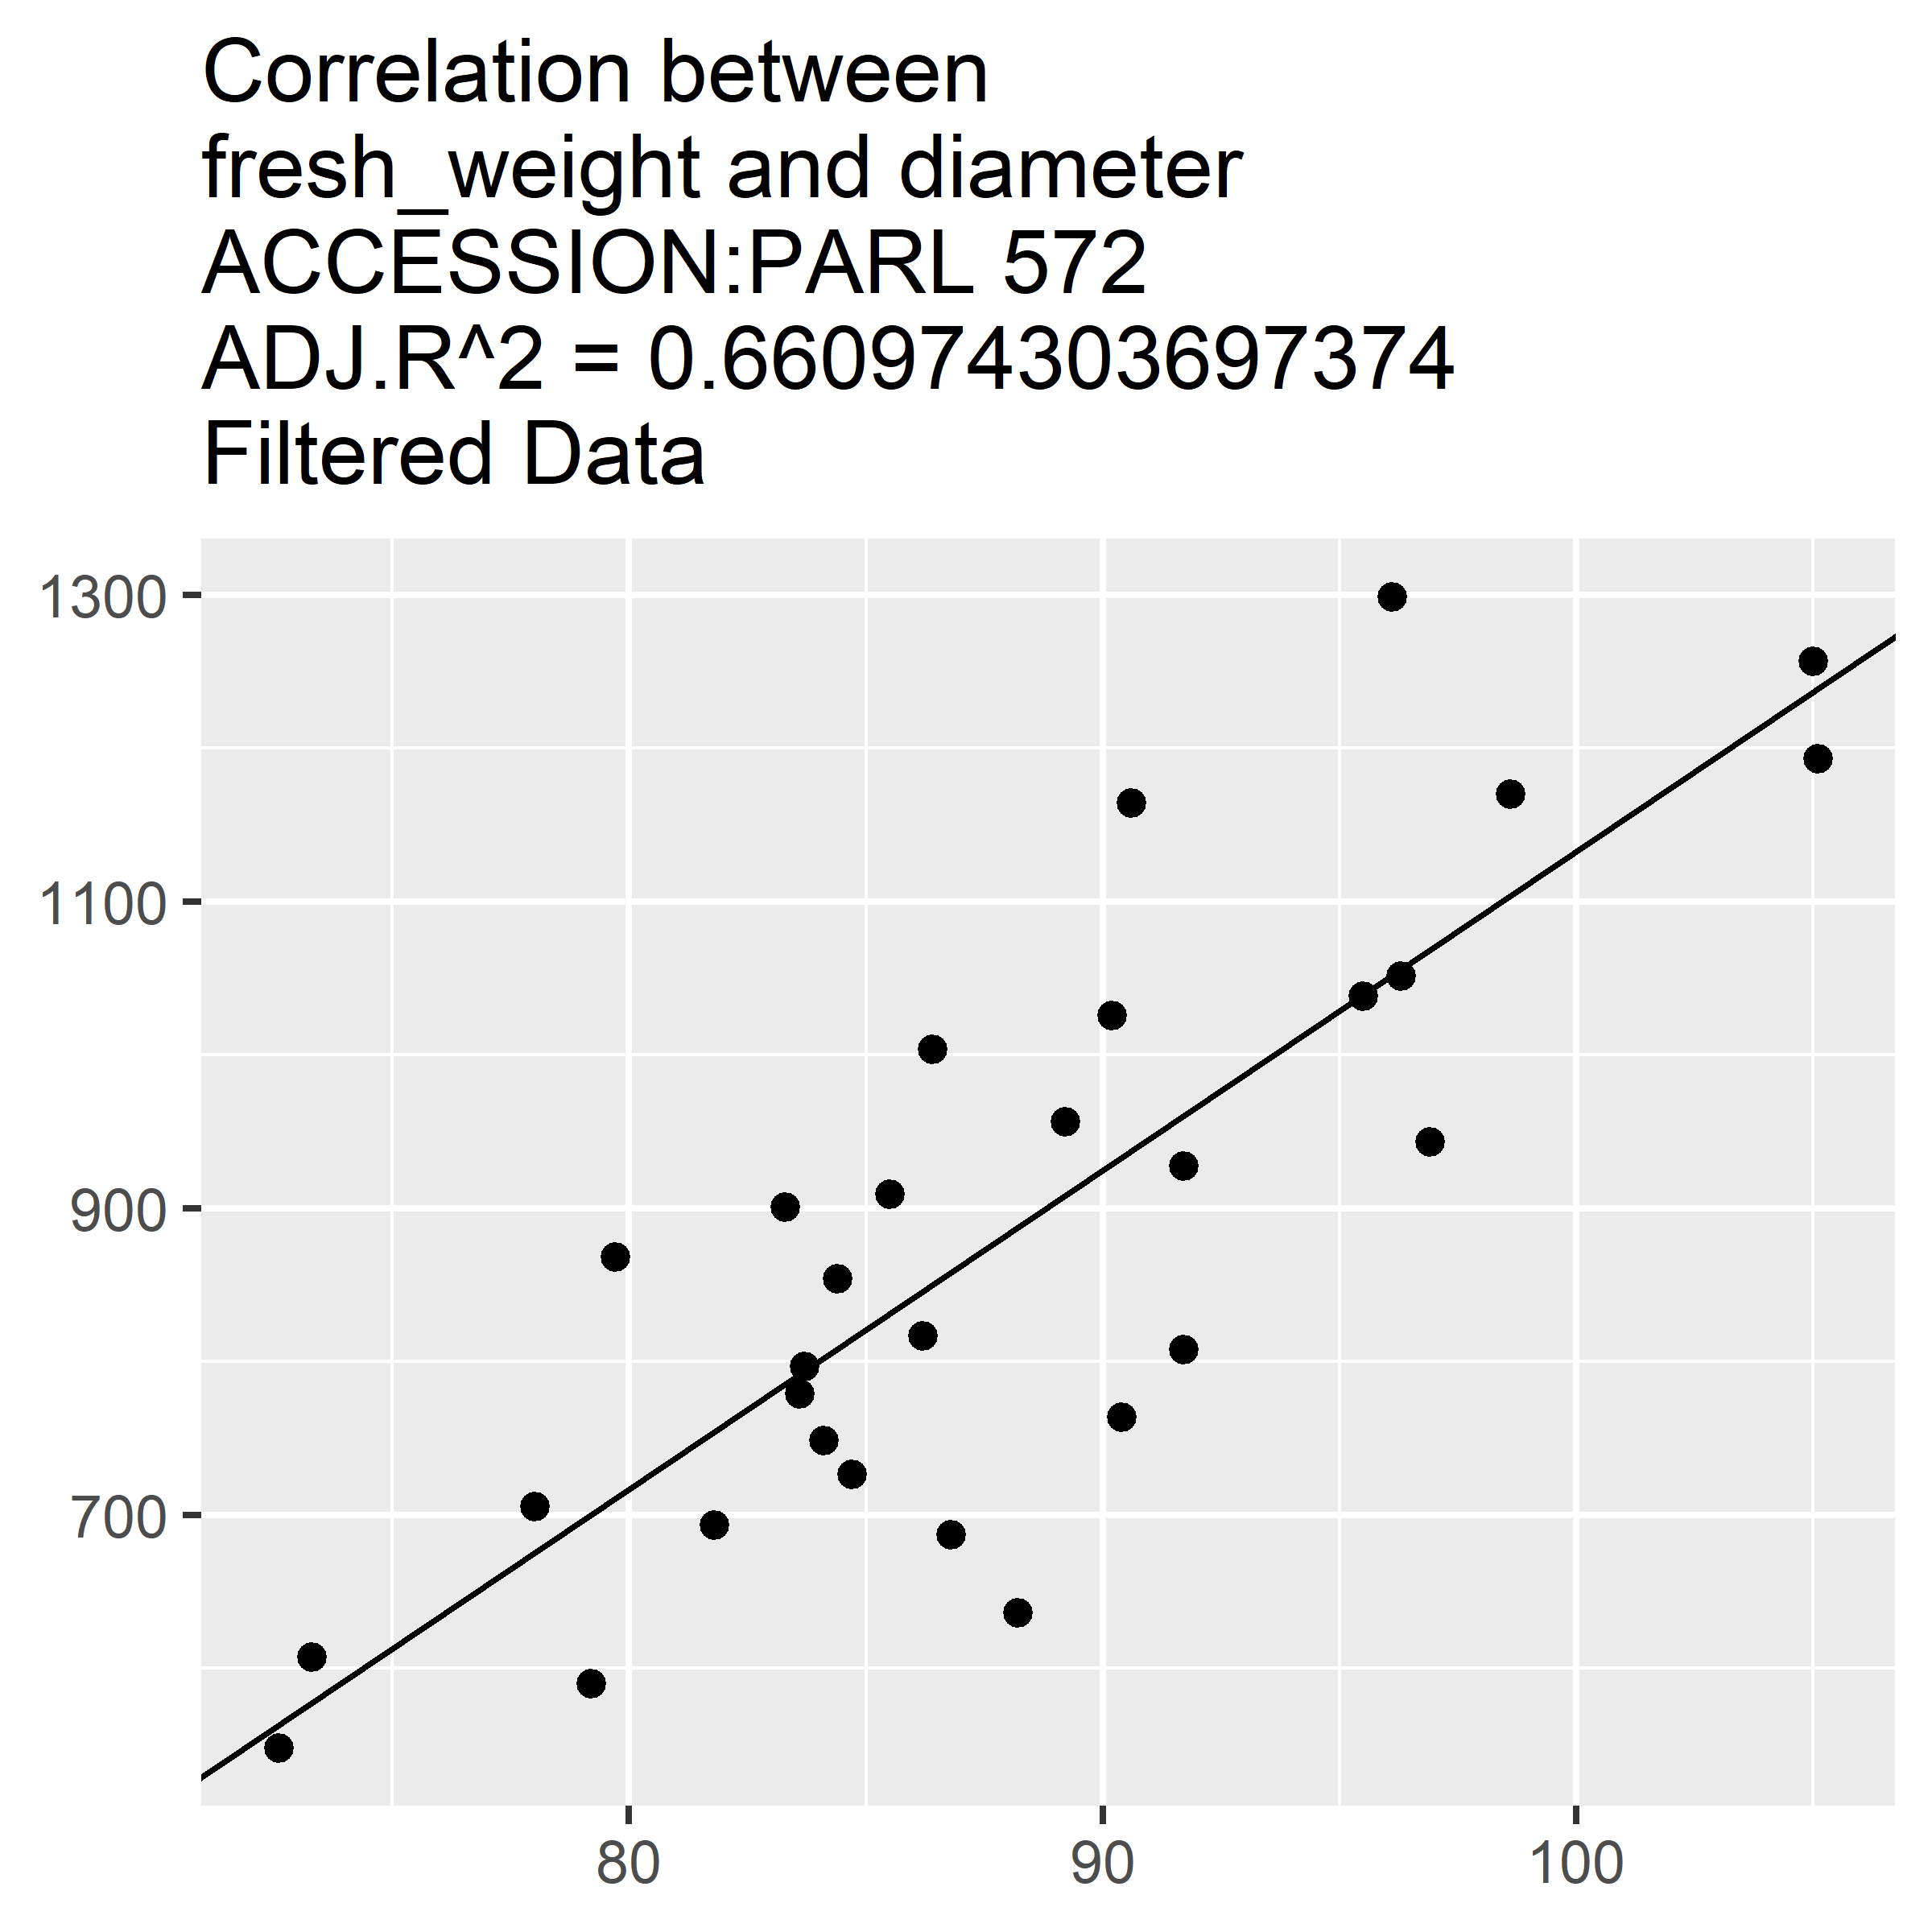 Correlation between
fresh_weight and diameter
ACCESSION:PARL 572
ADJ.R^2 = 0.660974303697374
Filtered Data
1300
1100
900
700
80 90 100